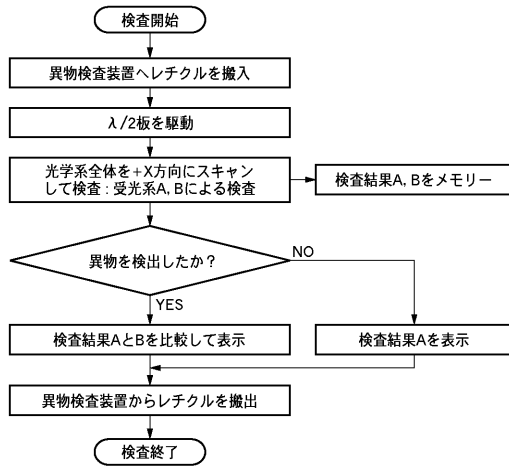 検査開始
異物検査装置へレチクルを搬入
λ/2板を駆動
光学系全体を+X方向にスキャン
して検査:受光系A,Bによる検査
検査結果A,Bをメモリー
異物を検出したか?
NO
YES
検査結果AとBを比較して表示
検査結果Aを表示
異物検査装置からレチクルを搬出
検査終了